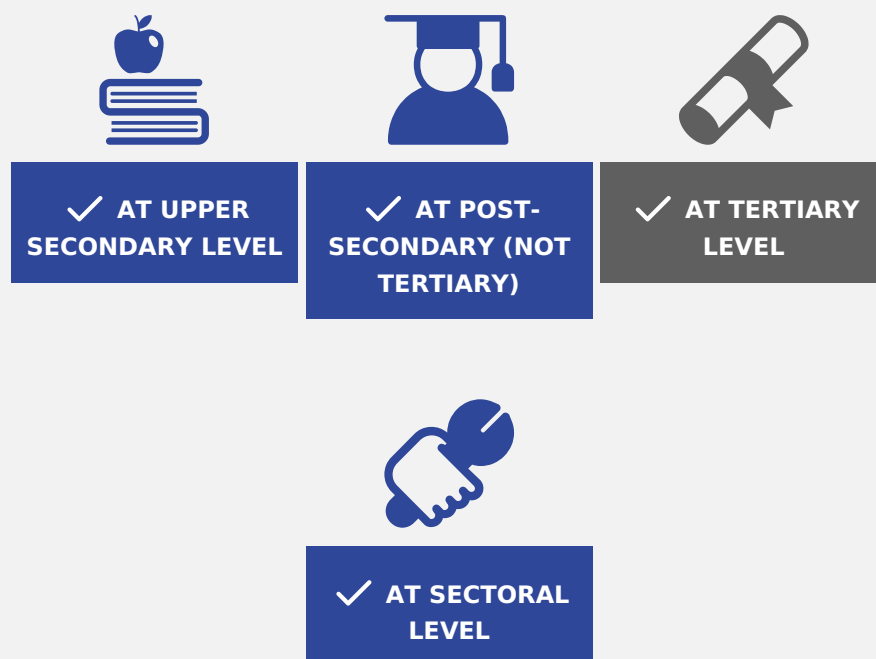 AT UPPER
SECONDARY LEVEL
AT POST-
SECONDARY (NOT
TERTIARY)
AT TERTIARY
LEVEL
AT SECTORAL
LEVEL